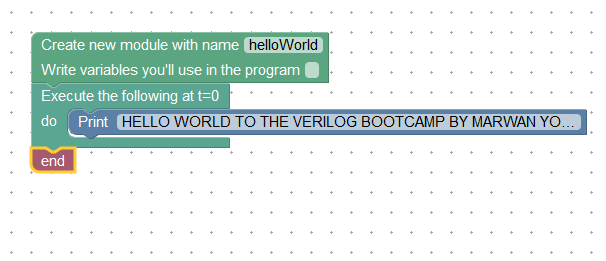 Create new module with name helloWorld
Write variables you'll use in the program
Execute the following at t=0
do Print HELLO WORLD TO THE VERILOG BOOTCAMP BY MARWAN YO…
end